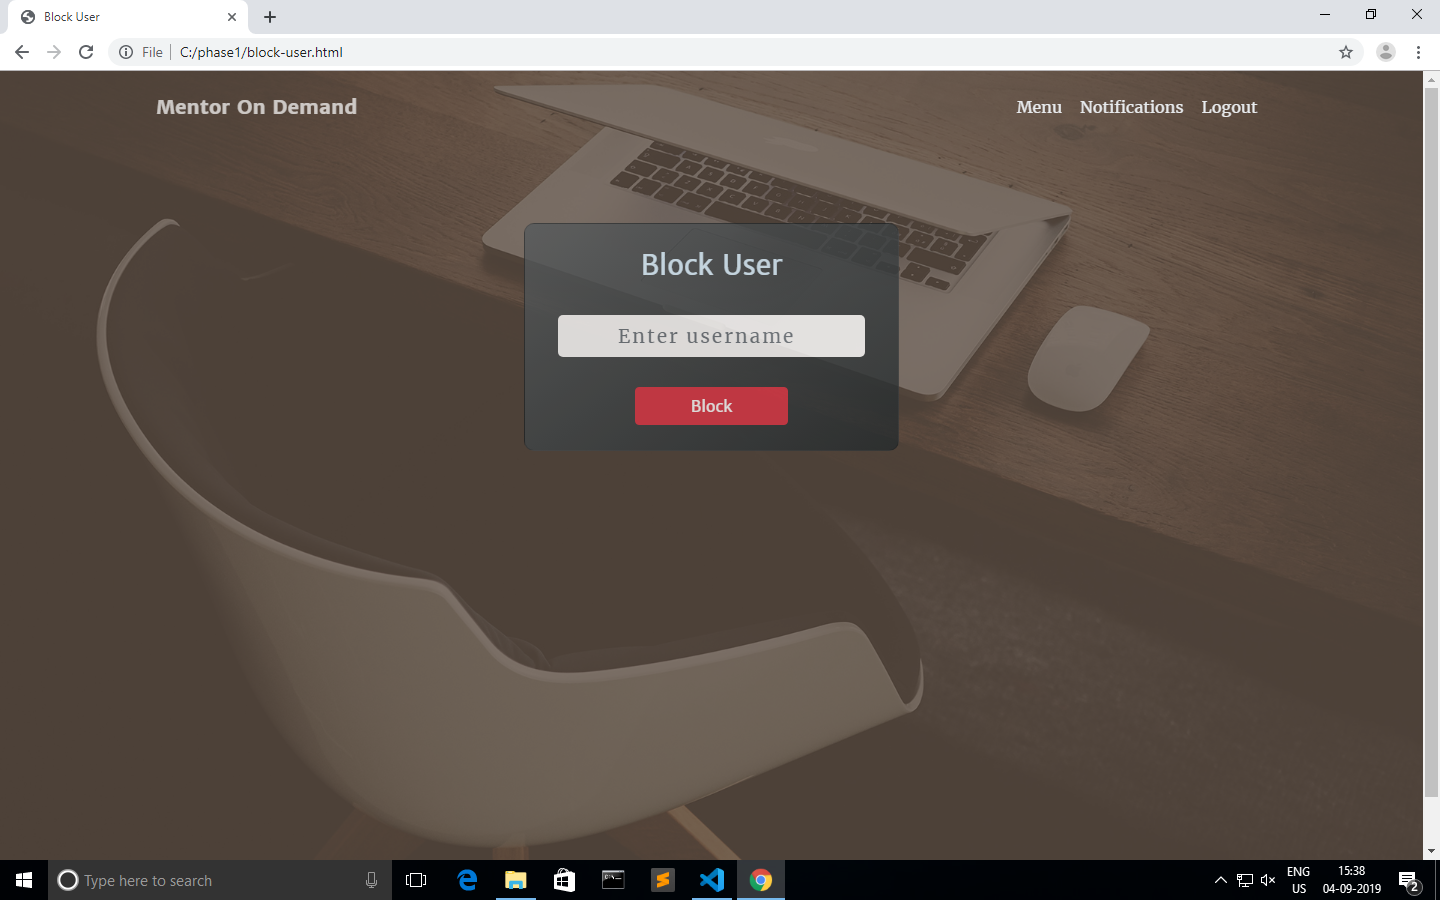 Block User
File
C:/phase1/block-user.html
Mentor On Demand
Menu Notifications Logout
Block User
Enter username
Block
Type here to search
ENG
US
15:38
04-09-2019
2